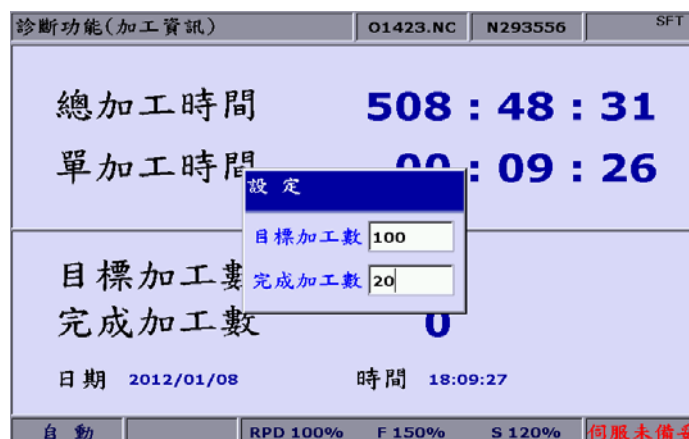 診斷功能(加工資訊) O1423.NC N293556 SFT
總加工時間 508 : 48 : 31
單加工時間 00 : 09 : 26
設 定
目標加工數 100
完成加工數 20
目標加工數
完成加工數 0
日期 2012/01/08 時間 18:09:27
自 動 RPD 100% F 150% S 120% 伺服未備妥